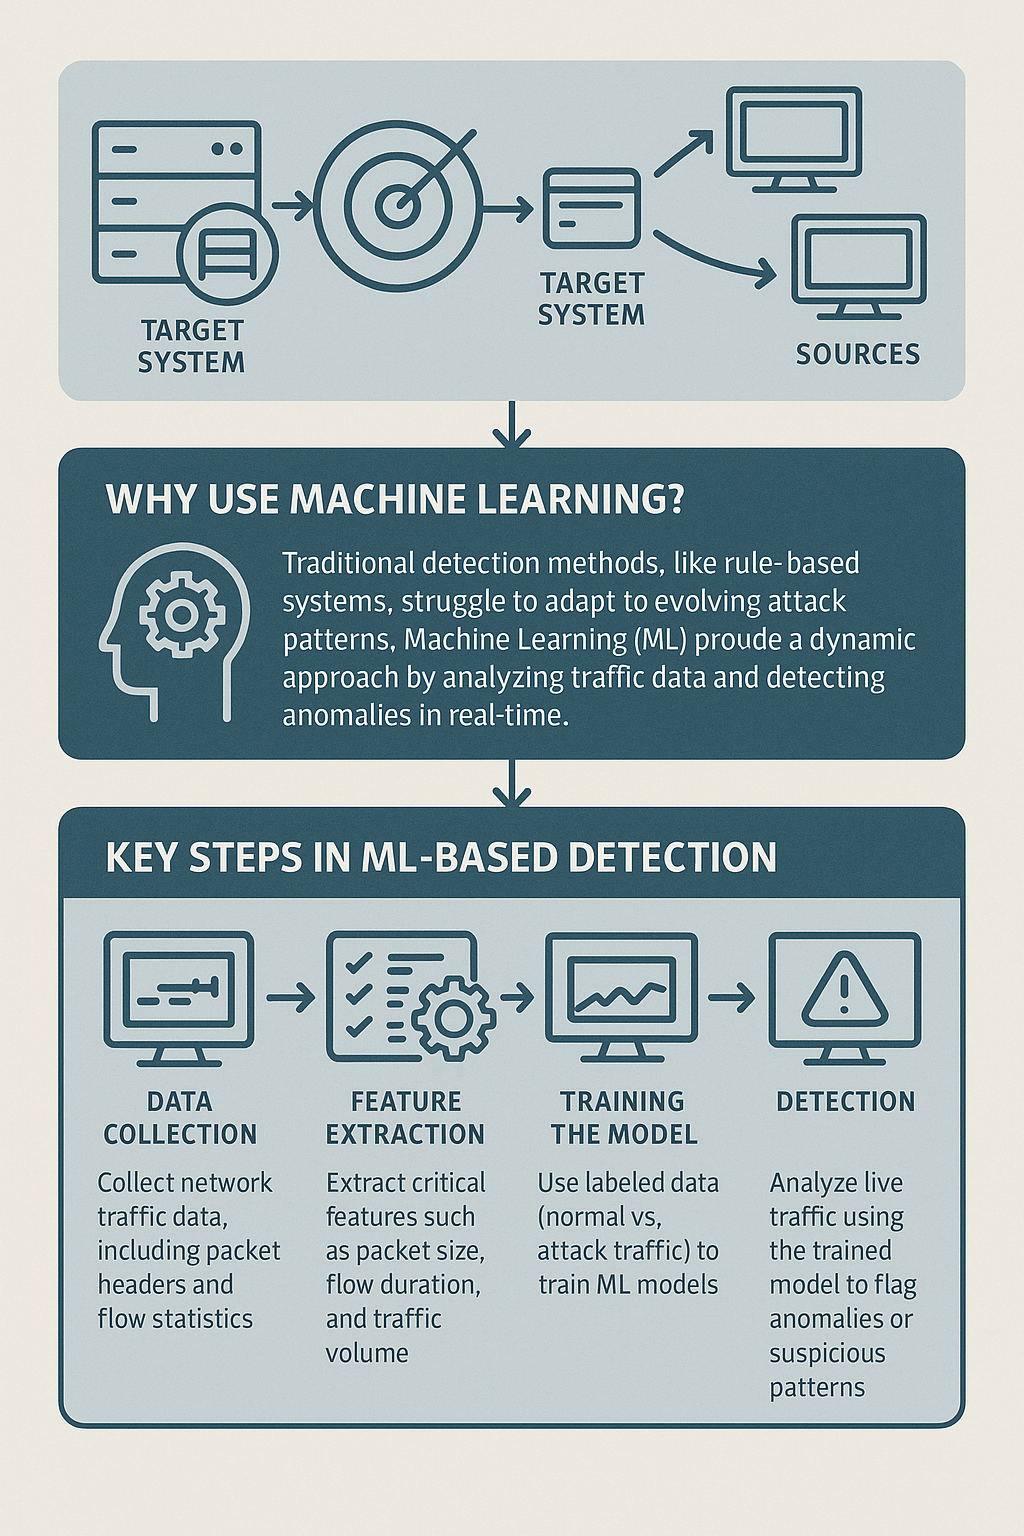 TARGET
SYSTEM
TARGET
SYSTEM
SOURCES
WHY USE MACHINE LEARNING?
Traditional detection methods, like rule-based
systems, struggle to adapt to evolving attack
patterns, Machine Learning (ML) proude a dynamic
approach by analyzing traffic data and detecting
anomalies in real-time.
KEY STEPS IN ML-BASED DETECTION
DATA
COLLECTION
Collect network
traffic data,
including packet
headers and
flow statistics
FEATURE
EXTRACTION
Extract critical
features such
as packet size,
flow duration,
and traffic
volume
TRAINING
THE MODEL
Use labeled data
(normal vs,
attack traffic) to
train ML models
DETECTION
Analyze live
traffic using
the trained
model to flag
anomalies or
suspicious
patterns